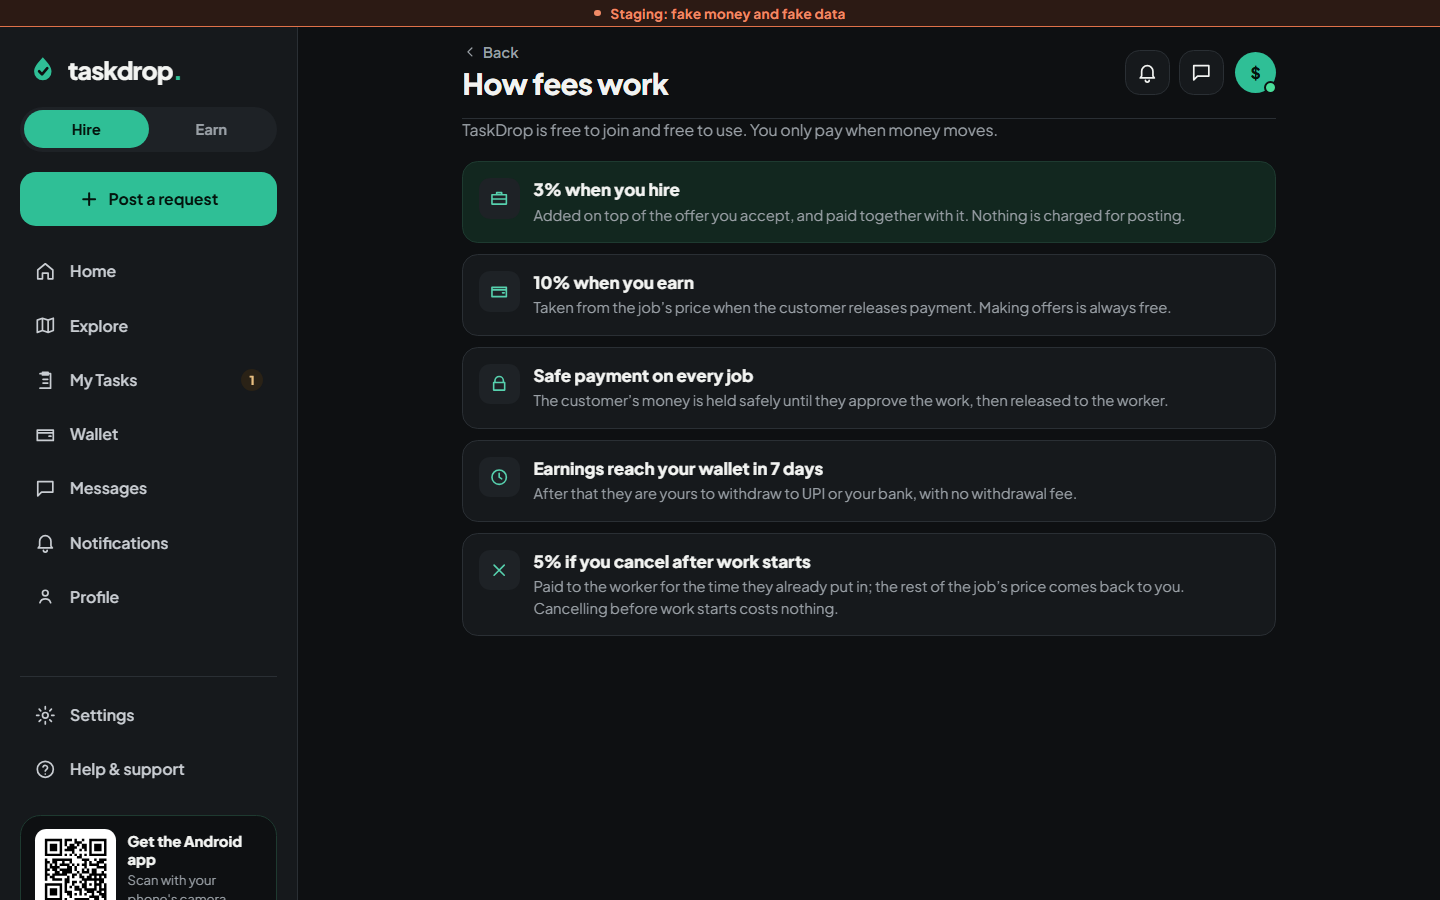 Staging: fake money and fake data
taskdrop.
Hire
Earn
Post a request
Home
Explore
My Tasks
1
Wallet
Messages
Notifications
Profile
Settings
Help & support
Get the Android
app
Scan with your
phone's camera
Back
How fees work
$
TaskDrop is free to join and free to use. You only pay when money moves.
3% when you hire
Added on top of the offer you accept, and paid together with it. Nothing is charged for posting.
10% when you earn
Taken from the job's price when the customer releases payment. Making offers is always free.
Safe payment on every job
The customer's money is held safely until they approve the work, then released to the worker.
Earnings reach your wallet in 7 days
After that they are yours to withdraw to UPI or your bank, with no withdrawal fee.
5% if you cancel after work starts
Paid to the worker for the time they already put in; the rest of the job's price comes back to you.
Cancelling before work starts costs nothing.